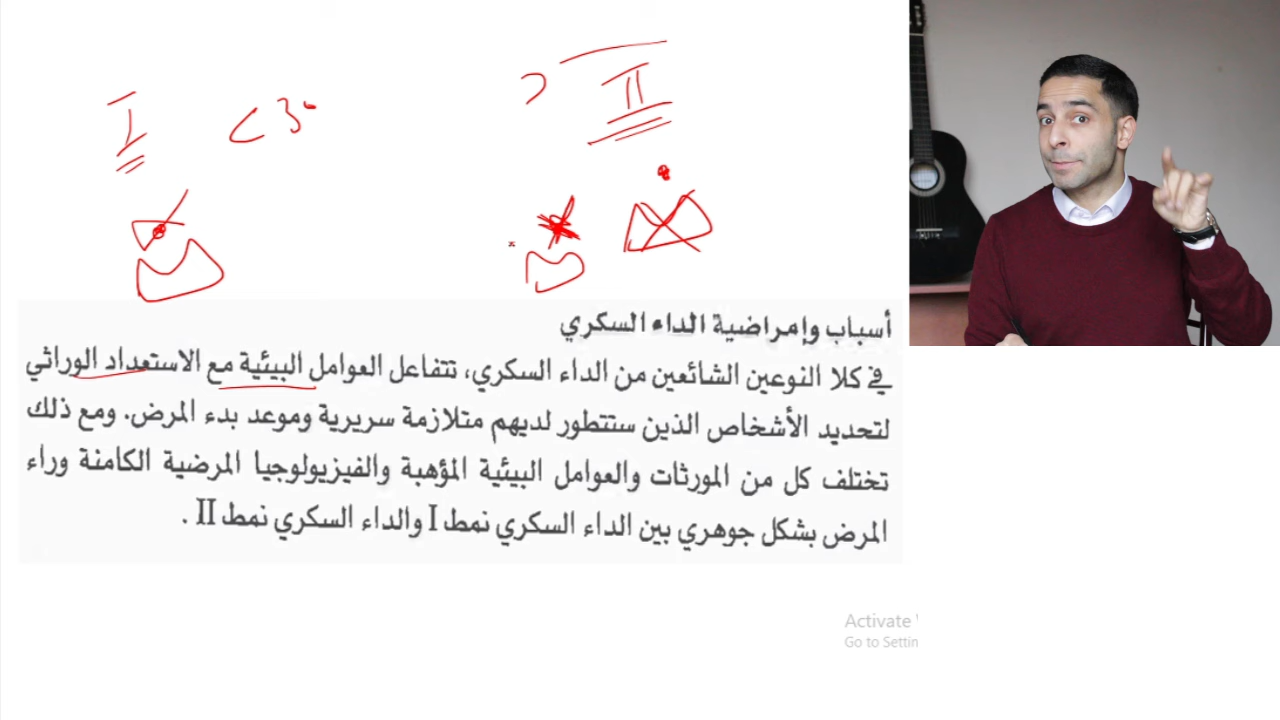 I
< 30
>
II
أسباب وإمراضية الداء السكري
في كلا النوعين الشائعين من الداء السكري، تتفاعل العوامل البيئية مع الاستعداد الوراثي
لتحديد الأشخاص الذين ستتطور لديهم متلازمة سريرية وموعد بدء المرض. ومع ذلك
تختلف كل من المورثات والعوامل البيئية المؤهبة والفيزيولوجيا المرضية الكامنة وراء
المرض بشكل جوهري بين الداء السكري نمط I والداء السكري نمط II .
Activate
Go to Settin